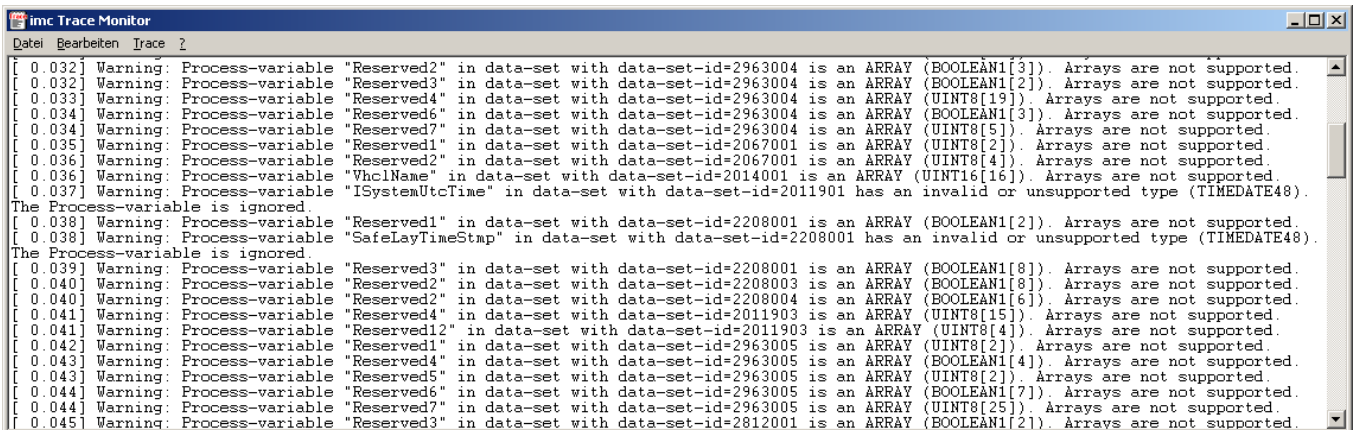 imc Trace Monitor
Datei Bearbeiten Trace ?
[ 0.032] Warning: Process-variable "Reserved2" in data-set with data-set-id=2963004 is an ARRAY (BOOLEAN1[3]). Arrays are not supported.
[ 0.032] Warning: Process-variable "Reserved3" in data-set with data-set-id=2963004 is an ARRAY (BOOLEAN1[2]). Arrays are not supported.
[ 0.033] Warning: Process-variable "Reserved4" in data-set with data-set-id=2963004 is an ARRAY (UINT8[19]). Arrays are not supported.
[ 0.034] Warning: Process-variable "Reserved6" in data-set with data-set-id=2963004 is an ARRAY (BOOLEAN1[3]). Arrays are not supported.
[ 0.034] Warning: Process-variable "Reserved7" in data-set with data-set-id=2963004 is an ARRAY (UINT8[5]). Arrays are not supported.
[ 0.035] Warning: Process-variable "Reserved1" in data-set with data-set-id=2067001 is an ARRAY (UINT8[2]). Arrays are not supported.
[ 0.036] Warning: Process-variable "Reserved2" in data-set with data-set-id=2067001 is an ARRAY (UINT8[4]). Arrays are not supported.
[ 0.036] Warning: Process-variable "VhclName" in data-set with data-set-id=2014001 is an ARRAY (UINT16[16]). Arrays are not supported.
[ 0.037] Warning: Process-variable "ISystemUtcTime" in data-set with data-set-id=2011901 has an invalid or unsupported type (TIMEDATE48).
The Process-variable is ignored.
[ 0.038] Warning: Process-variable "Reserved1" in data-set with data-set-id=2208001 is an ARRAY (BOOLEAN1[2]). Arrays are not supported.
[ 0.038] Warning: Process-variable "SafeLayTimeStmp" in data-set with data-set-id=2208001 has an invalid or unsupported type (TIMEDATE48).
The Process-variable is ignored.
[ 0.039] Warning: Process-variable "Reserved3" in data-set with data-set-id=2208001 is an ARRAY (BOOLEAN1[8]). Arrays are not supported.
[ 0.040] Warning: Process-variable "Reserved2" in data-set with data-set-id=2208003 is an ARRAY (BOOLEAN1[8]). Arrays are not supported.
[ 0.040] Warning: Process-variable "Reserved2" in data-set with data-set-id=2208004 is an ARRAY (BOOLEAN1[6]). Arrays are not supported.
[ 0.041] Warning: Process-variable "Reserved4" in data-set with data-set-id=2011903 is an ARRAY (UINT8[15]). Arrays are not supported.
[ 0.041] Warning: Process-variable "Reserved12" in data-set with data-set-id=2011903 is an ARRAY (UINT8[4]). Arrays are not supported.
[ 0.042] Warning: Process-variable "Reserved1" in data-set with data-set-id=2963005 is an ARRAY (UINT8[2]). Arrays are not supported.
[ 0.043] Warning: Process-variable "Reserved4" in data-set with data-set-id=2963005 is an ARRAY (BOOLEAN1[4]). Arrays are not supported.
[ 0.043] Warning: Process-variable "Reserved5" in data-set with data-set-id=2963005 is an ARRAY (UINT8[2]). Arrays are not supported.
[ 0.044] Warning: Process-variable "Reserved6" in data-set with data-set-id=2963005 is an ARRAY (BOOLEAN1[7]). Arrays are not supported.
[ 0.044] Warning: Process-variable "Reserved7" in data-set with data-set-id=2963005 is an ARRAY (UINT8[25]). Arrays are not supported.
[ 0.045] Warning: Process-variable "Reserved3" in data-set with data-set-id=2812001 is an ARRAY (BOOLEAN1[2]). Arrays are not supported.